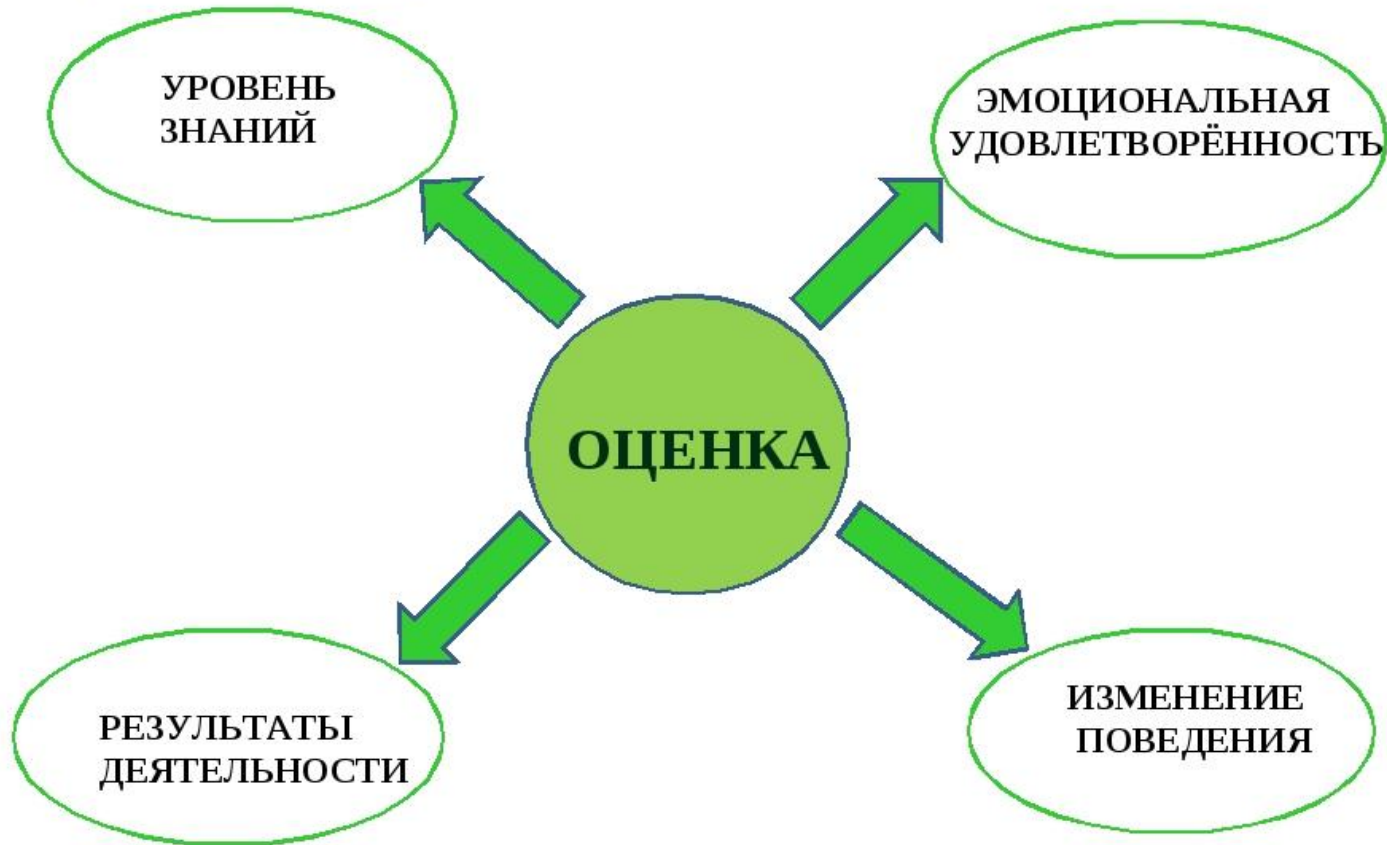 УРОВЕНЬ
ЗНАНИЙ
ЭМОЦИОНАЛЬНАЯ
УДОВЛЕТВОРЁННОСТЬ
ОЦЕНКА
РЕЗУЛЬТАТЫ
ДЕЯТЕЛЬНОСТИ
ИЗМЕНЕНИЕ
ПОВЕДЕНИЯ